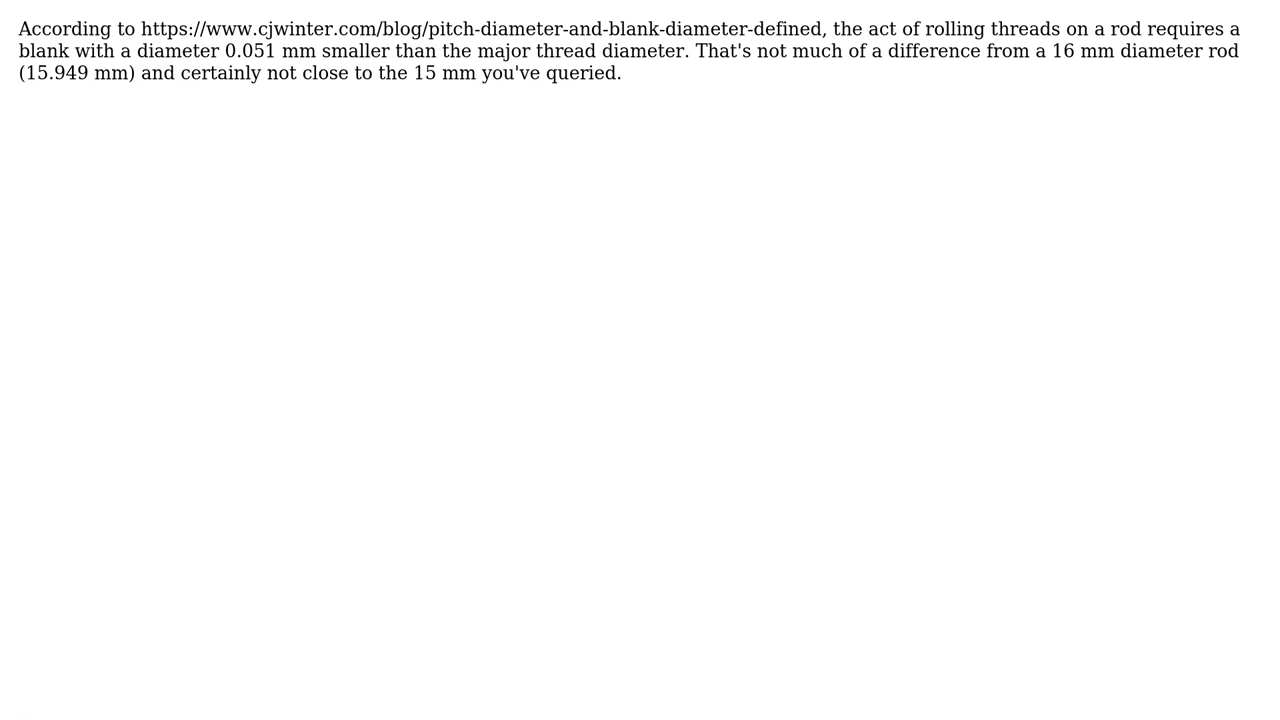 According to https://www.cjwinter.com/blog/pitch-diameter-and-blank-diameter-defined, the act of rolling threads on a rod requires a
blank with a diameter 0.051 mm smaller than the major thread diameter. That's not much of a difference from a 16 mm diameter rod
(15.949 mm) and certainly not close to the 15 mm you've queried.